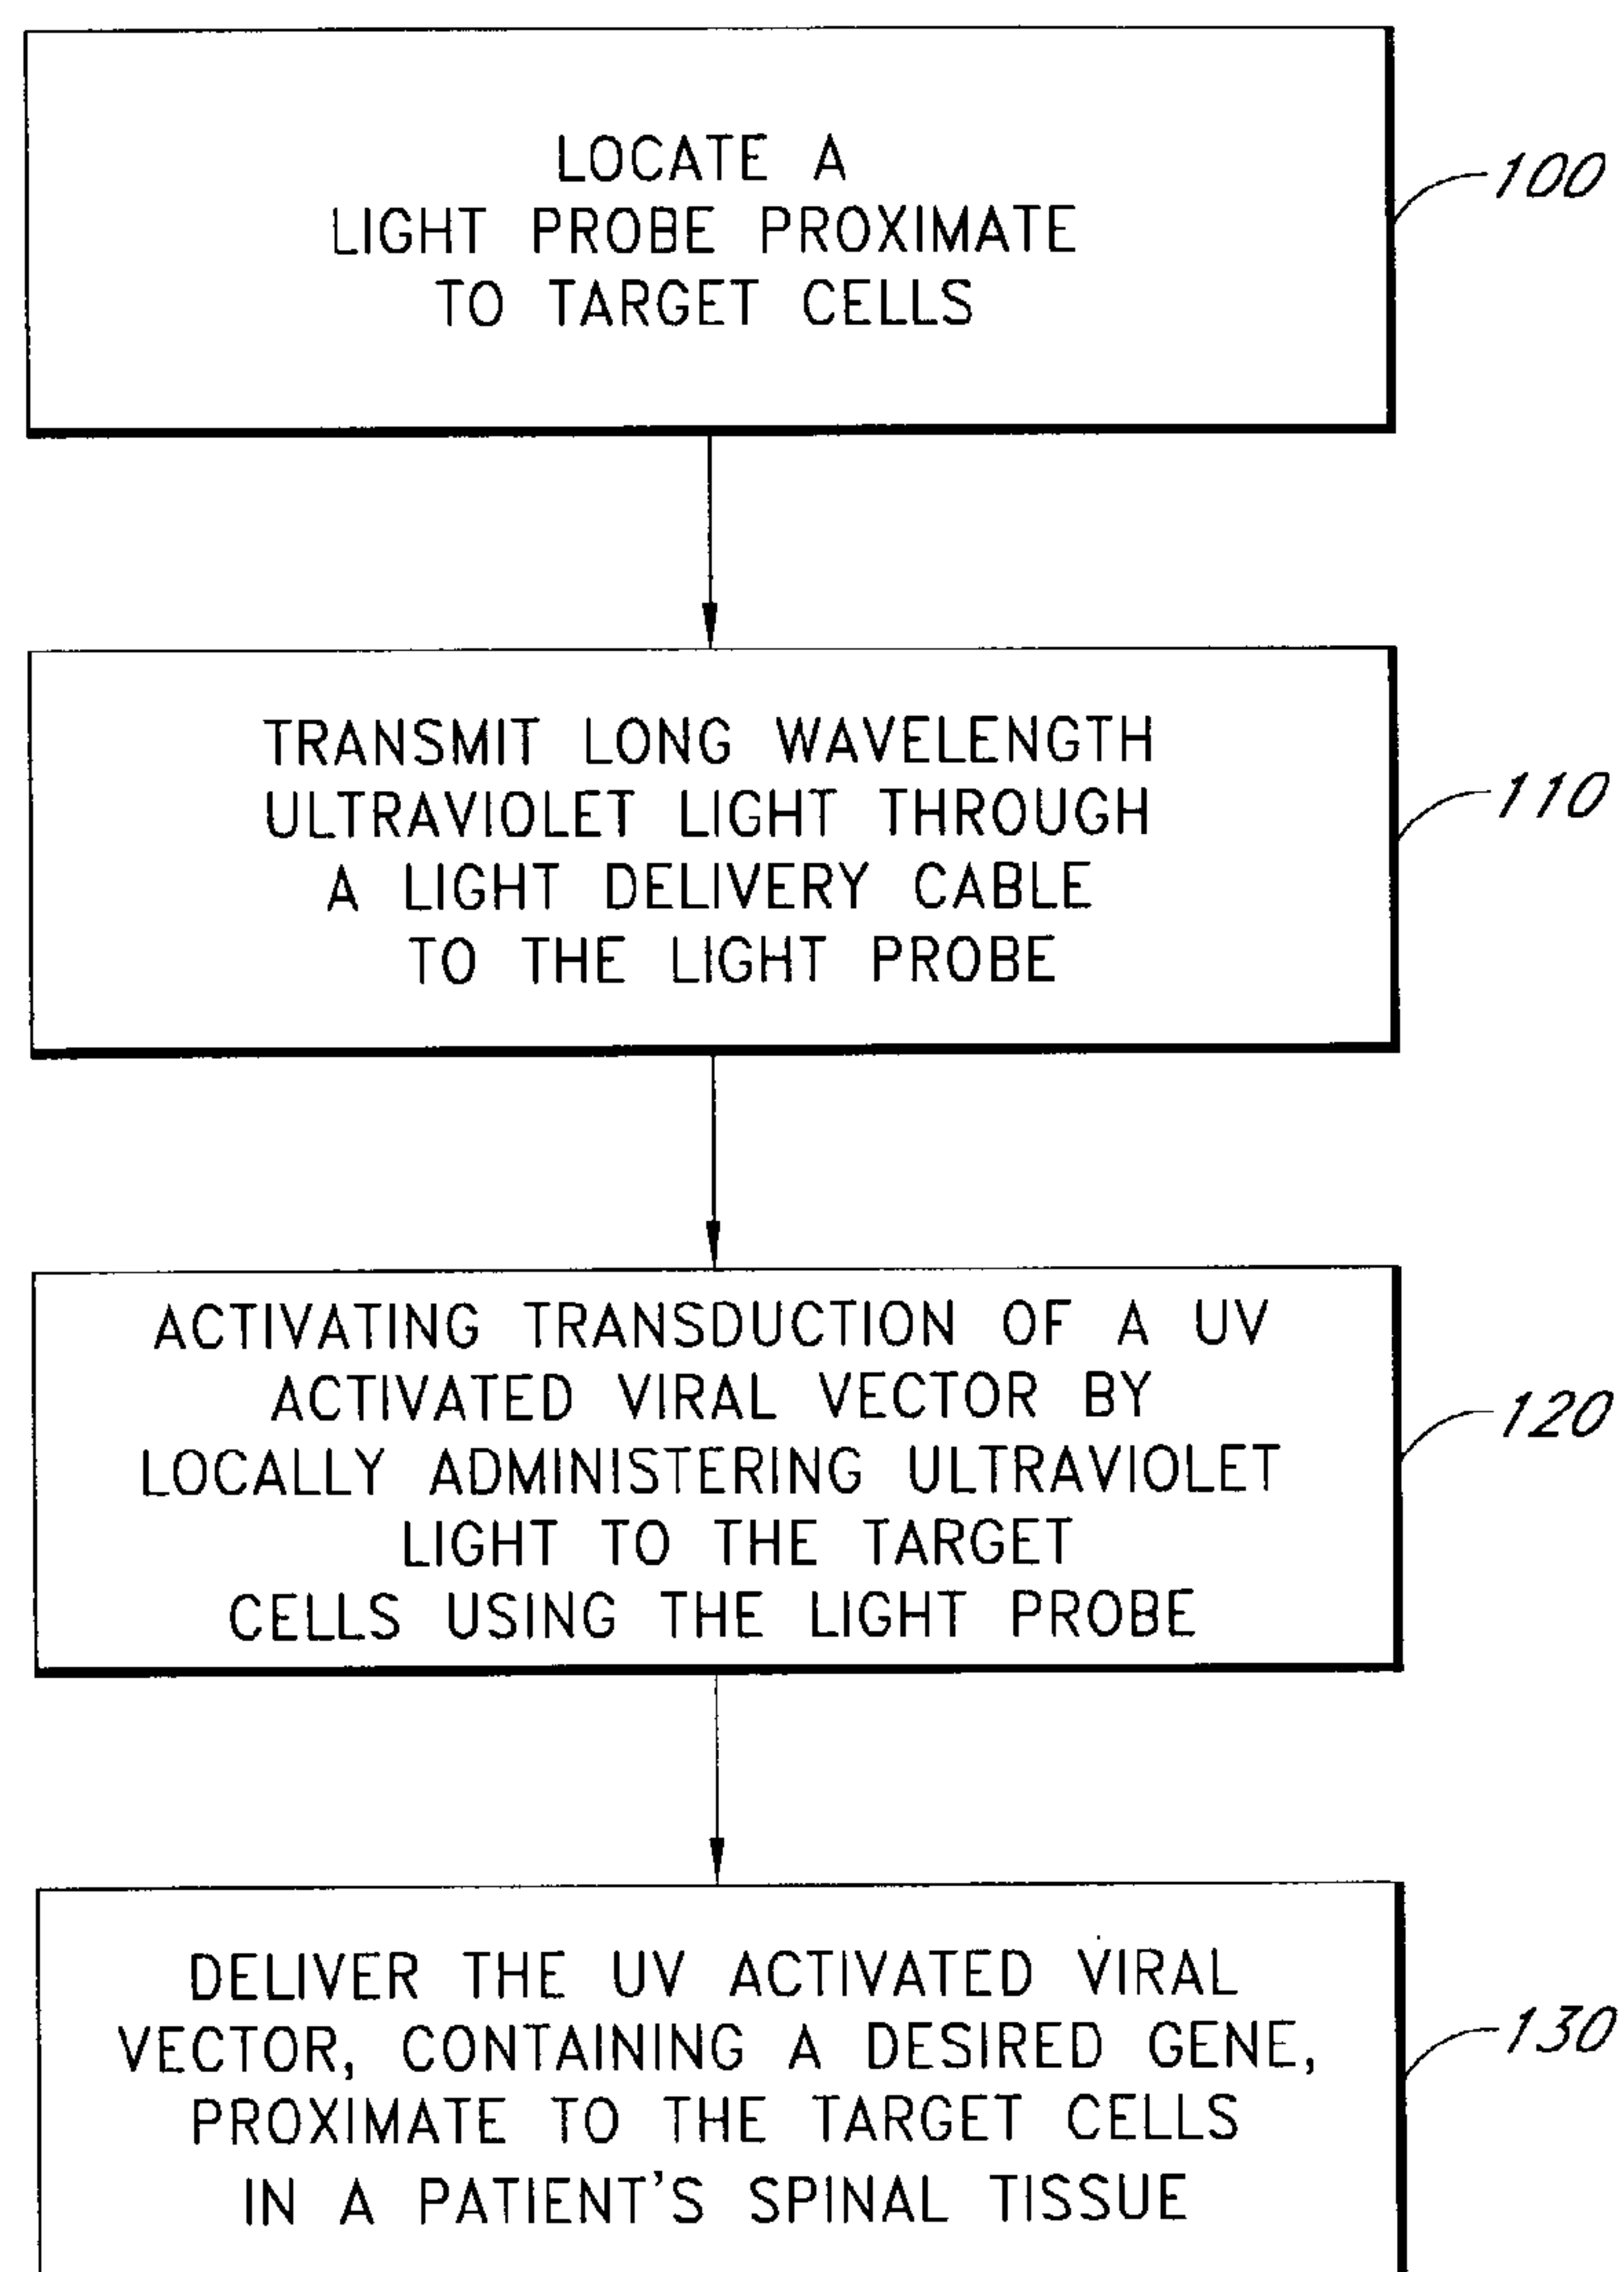 LOCATE A
LIGHT PROBE PROXIMATE
TO TARGET CELLS
100
TRANSMIT LONG WAVELENGTH
ULTRAVIOLET LIGHT THROUGH
A LIGHT DELIVERY CABLE
TO THE LIGHT PROBE
110
ACTIVATING TRANSDUCTION OF A UV
ACTIVATED VIRAL VECTOR BY
LOCALLY ADMINISTERING ULTRAVIOLET
LIGHT TO THE TARGET
CELLS USING THE LIGHT PROBE
120
DELIVER THE UV ACTIVATED VIRAL
VECTOR, CONTAINING A DESIRED GENE,
PROXIMATE TO THE TARGET CELLS
IN A PATIENT'S SPINAL TISSUE
130